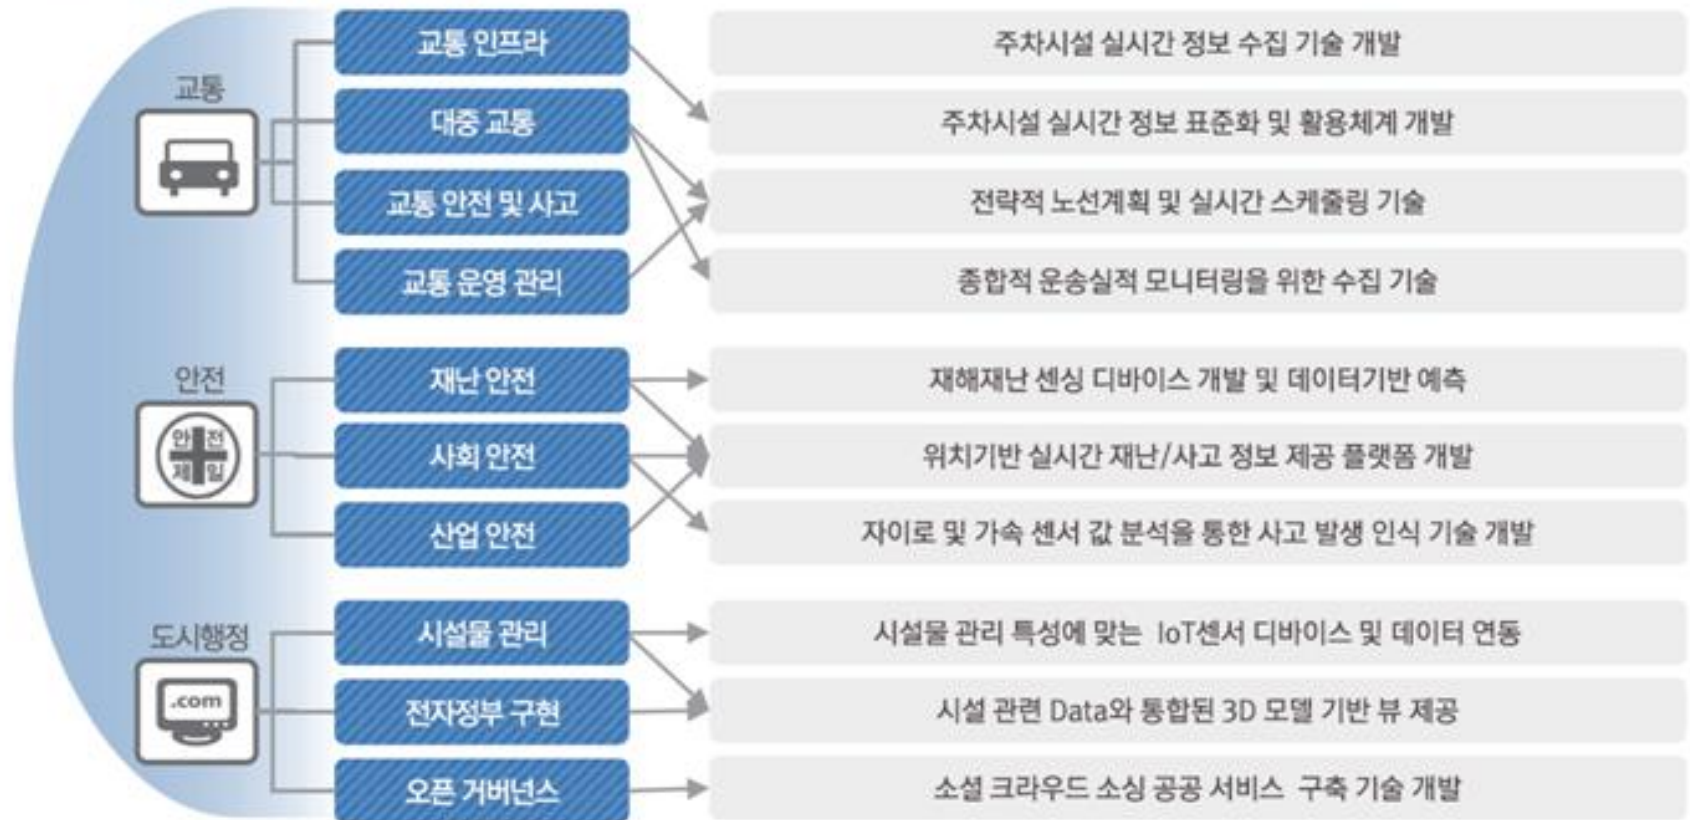 교통
교통 인프라
대중 교통
교통 안전 및 사고
교통 운영 관리
주차시설 실시간 정보 수집 기술 개발
주차시설 실시간 정보 표준화 및 활용체계 개발
전략적 노선계획 및 실시간 스케줄링 기술
종합적 운송실적 모니터링을 위한 수집 기술
안전
안전
제일
재난 안전
사회 안전
산업 안전
재해재난 센싱 디바이스 개발 및 데이터기반 예측
위치기반 실시간 재난/사고 정보 제공 플랫폼 개발
자이로 및 가속 센서 값 분석을 통한 사고 발생 인식 기술 개발
도시행정
.com
시설물 관리
전자정부 구현
오픈 거버넌스
시설물 관리 특성에 맞는 IoT센서 디바이스 및 데이터 연동
시설 관련 Data와 통합된 3D 모델 기반 뷰 제공
소셜 크라우드 소싱 공공 서비스 구축 기술 개발